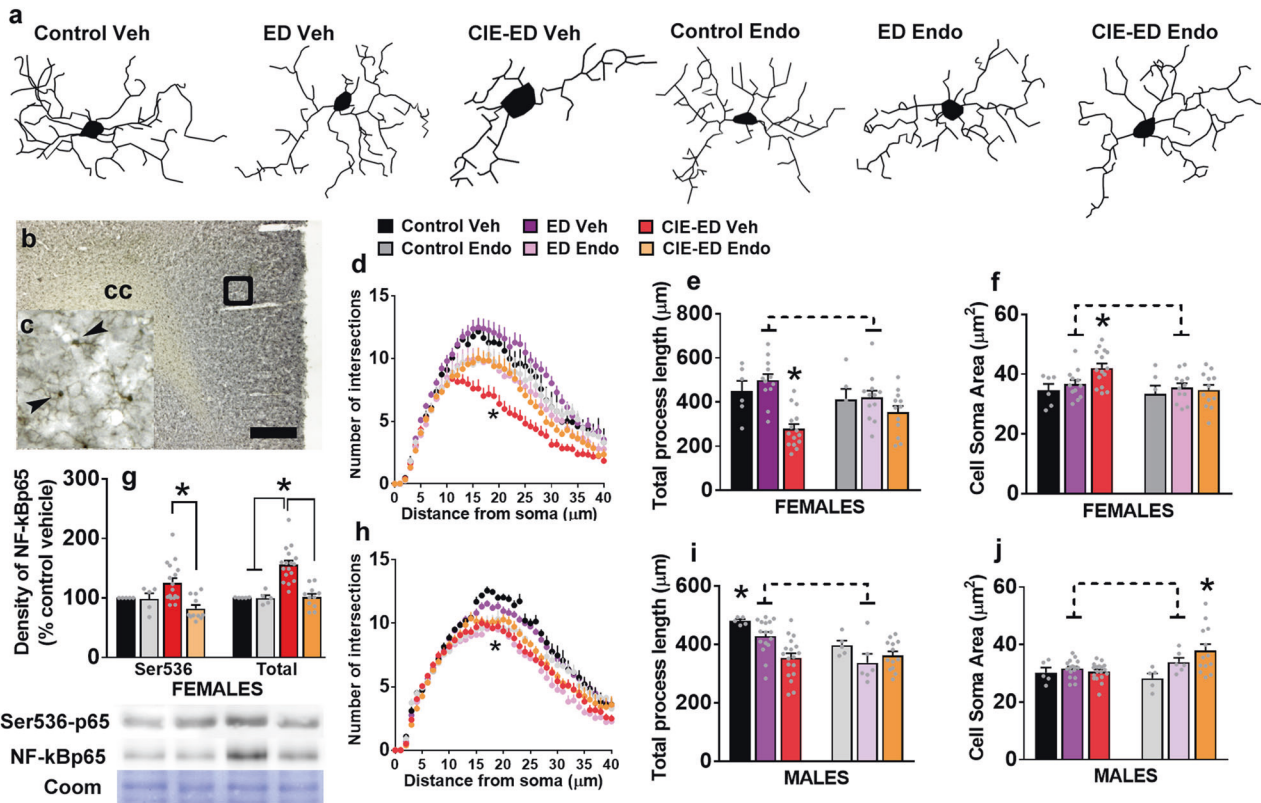 a
Control Veh
ED Veh
CIE-ED Veh
Control Endo
ED Endo
CIE-ED Endo
b
cc
c
Control Veh
ED Veh
CIE-ED Veh
Control Endo
ED Endo
CIE-ED Endo
d
Number of intersections
15
10
5
0
0 5 10 15 20 25 30 35 40
*
Distance from soma (μm)
e
Total process length (μm)
800
600
400
200
0
*
FEMALES
f
Cell Soma Area (μm²)
60
40
20
0
*
FEMALES
g
Density of NF-kBp65
(% control vehicle)
300
200
150
100
50
0
*
*
Ser536
Total
FEMALES
Ser536-p65
NF-kBp65
Coom
h
Number of intersections
15
10
5
0
0 5 10 15 20 25 30 35 40
*
Distance from soma (μm)
i
Total process length (μm)
600
400
200
0
*
MALES
j
Cell Soma Area (μm²)
60
40
20
0
*
MALES